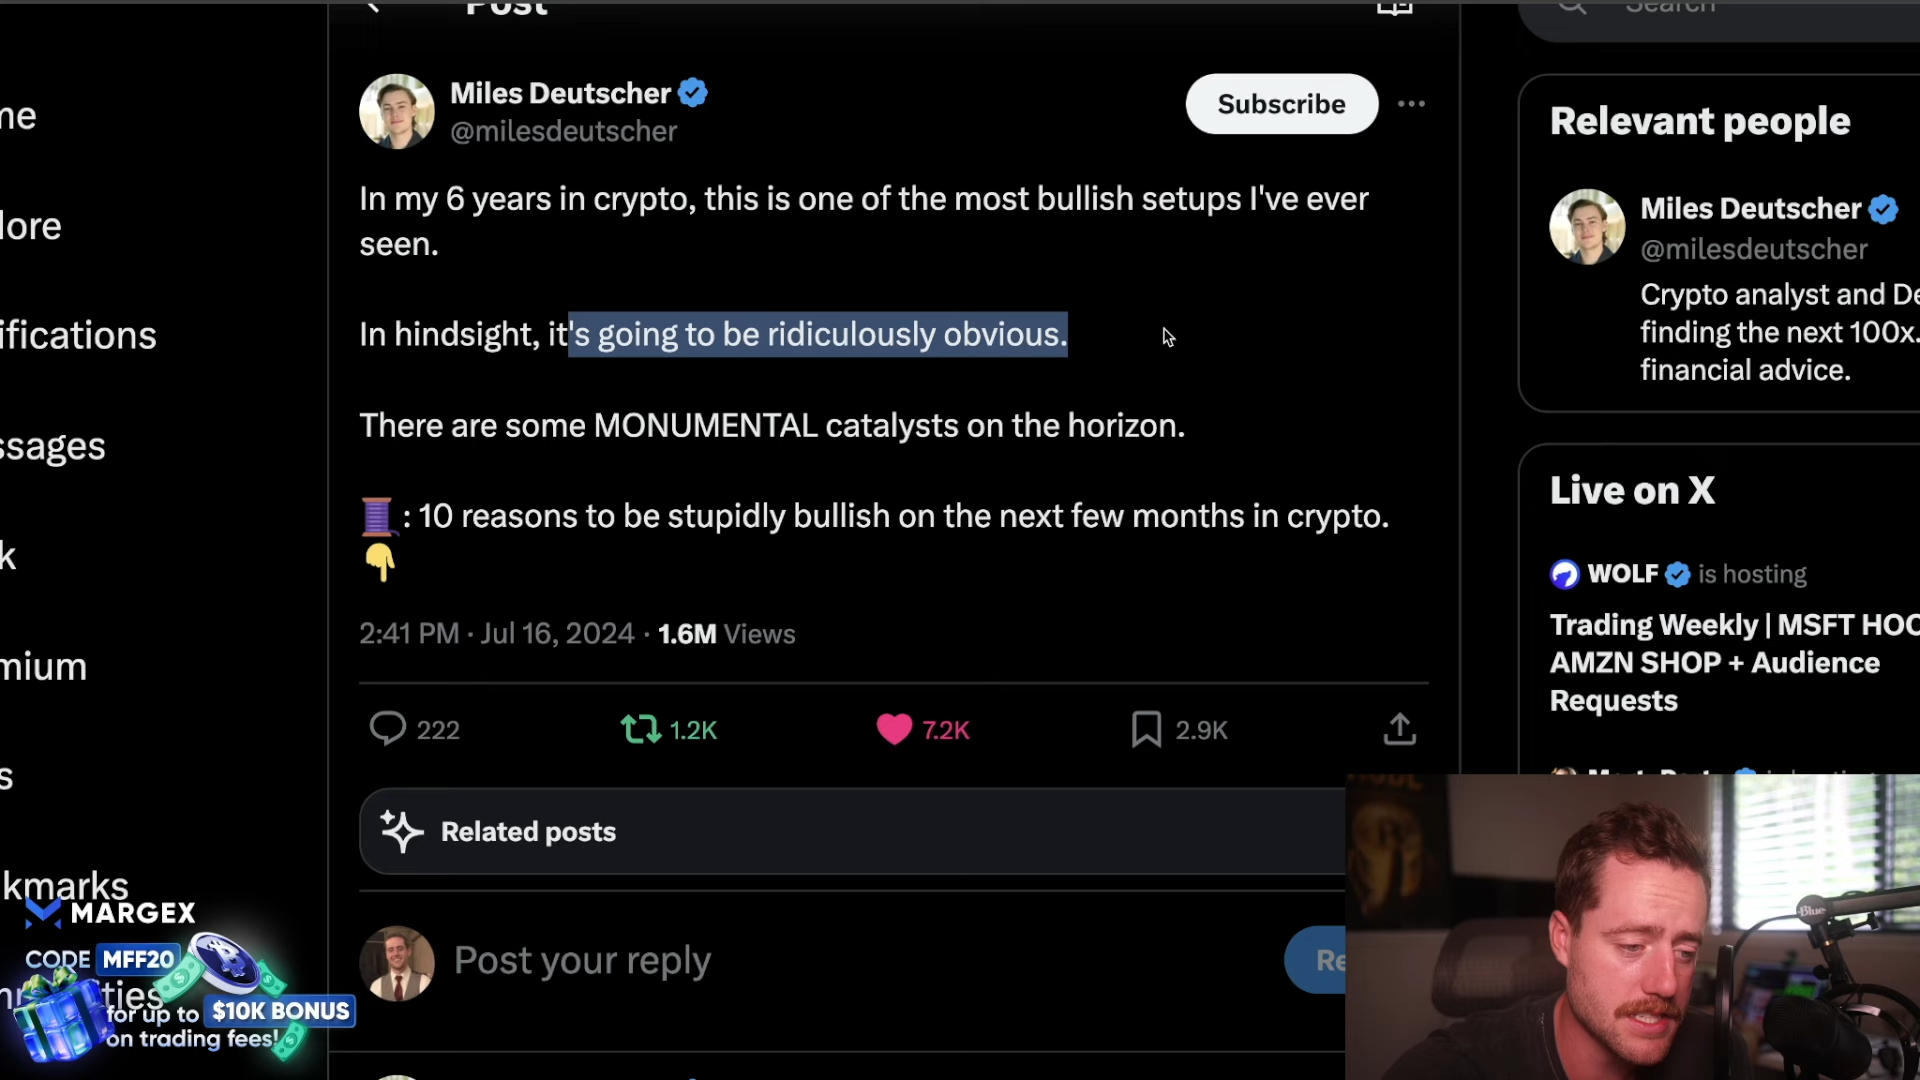 Post
Search
Miles Deutscher
@milesdeutscher
Subscribe
In my 6 years in crypto, this is one of the most bullish setups I've ever
seen.
In hindsight, it's going to be ridiculously obvious.
There are some MONUMENTAL catalysts on the horizon.
: 10 reasons to be stupidly bullish on the next few months in crypto.
2:41 PM · Jul 16, 2024 · 1.6M Views
222
1.2K
7.2K
2.9K
Related posts
Post your reply
Re
me
lore
ifications
ssages
k
mium
s
kmarks
ties
MARGEX
CODE MFF20
for up to $10K BONUS
on trading fees!
Relevant people
Miles Deutscher
@milesdeutscher
Crypto analyst and De
finding the next 100x.
financial advice.
Live on X
WOLF is hosting
Trading Weekly | MSFT HOO
AMZN SHOP + Audience
Requests
Blue